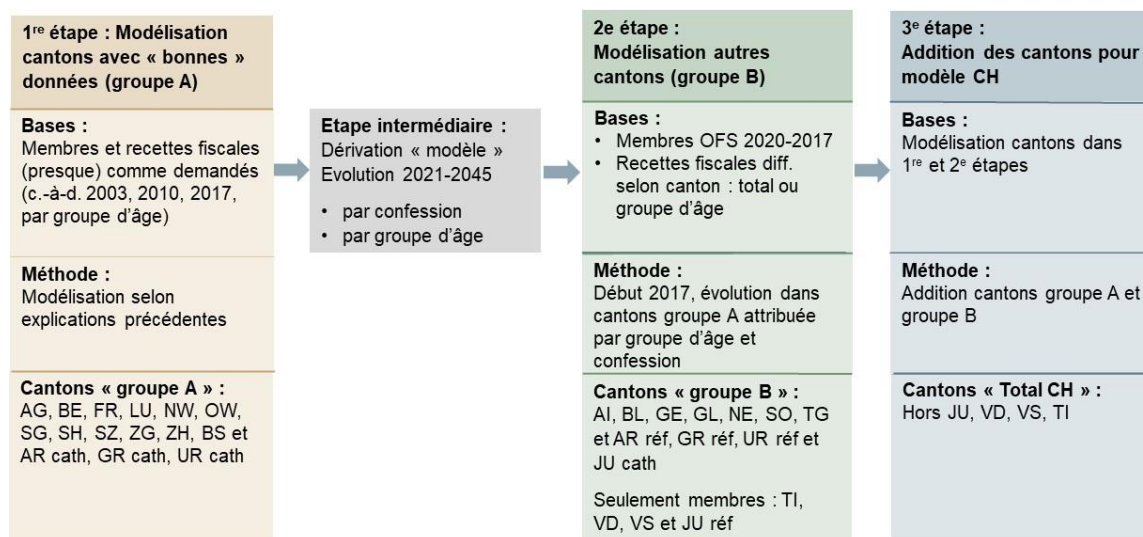 1re étape : Modélisation
cantons avec « bonnes »
données (groupe A)
Bases :
Membres et recettes fiscales
(presque) comme demandés
(c.-à-d. 2003, 2010, 2017,
par groupe d’âge)
Méthode :
Modélisation selon
explications précédentes
Cantons « groupe A » :
AG, BE, FR, LU, NW, OW,
SG, SH, SZ, ZG, ZH, BS et
AR cath, GR cath, UR cath
Etape intermédiaire :
Dérivation « modèle »
Evolution 2021-2045
• par confession
• par groupe d’âge
2e étape :
Modélisation autres
cantons (groupe B)
Bases :
• Membres OFS 2020-2017
• Recettes fiscales diff.
selon canton : total ou
groupe d’âge
Méthode :
Début 2017, évolution dans
cantons groupe A attribuée
par groupe d’âge et
confession
Cantons « groupe B » :
AI, BL, GE, GL, NE, SO, TG
et AR réf, GR réf, UR réf et
JU cath
Seulement membres : TI,
VD, VS et JU réf
3e étape :
Addition des cantons pour
modèle CH
Bases :
Modélisation cantons dans
1re et 2e étapes
Méthode :
Addition cantons groupe A et
groupe B
Cantons « Total CH » :
Hors JU, VD, VS, TI